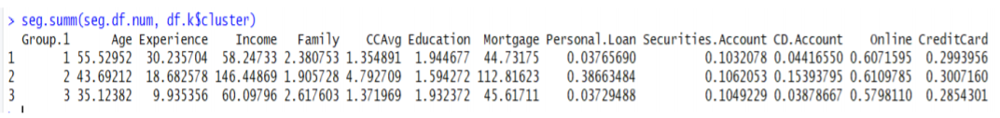 > seg.summ(seg.df.num, df.k$cluster)
Group.1 Age Experience Income Family CCAvg Education Mortgage Personal.Loan Securities.Account CD.Account Online CreditCard
1 1 55.52952 30.235704 58.24733 2.380753 1.354891 1.944677 44.73175 0.03765690 0.1032078 0.04416550 0.6071595 0.2993956
2 2 43.69212 18.682578 146.44869 1.905728 4.792709 1.594272 112.81623 0.38663484 0.1062053 0.15393795 0.6109785 0.3007160
3 3 35.12382 9.935356 60.09796 2.617603 1.371969 1.932372 45.61711 0.03729488 0.1049229 0.03878667 0.5798110 0.2854301